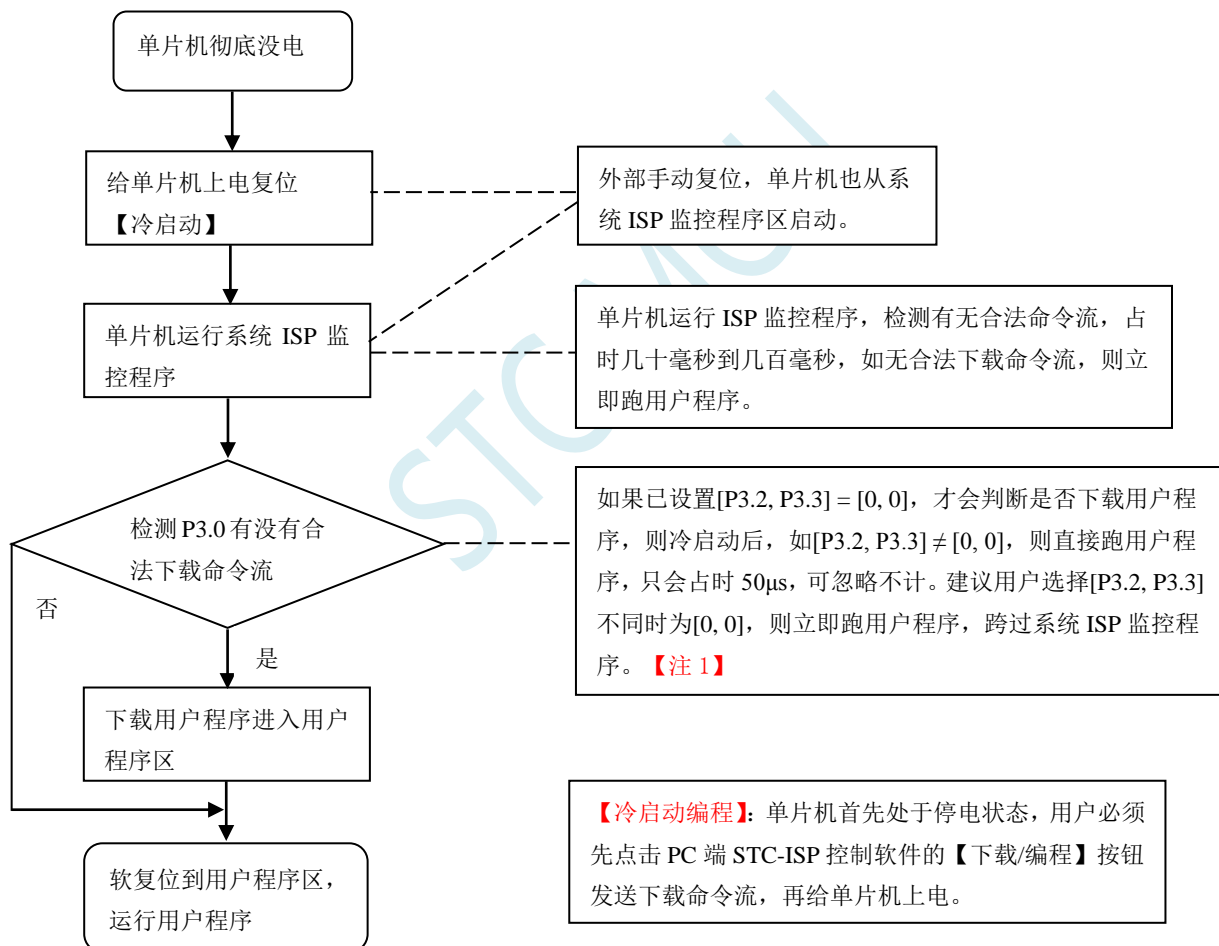 单片机彻底没电
给单片机上电复位
【冷启动】
外部手动复位，单片机也从系
统 ISP 监控程序区启动。
单片机运行系统 ISP 监
控程序
单片机运行 ISP 监控程序，检测有无合法命令流，占
时几十毫秒到几百毫秒，如无合法下载命令流，则立
即跑用户程序。
检测 P3.0 有没有合
法下载命令流
如果已设置[P3.2, P3.3] = [0, 0]，才会判断是否下载用户程
序，则冷启动后，如[P3.2, P3.3] ≠ [0, 0]，则直接跑用户程
序，只会占时 50μs，可忽略不计。建议用户选择[P3.2, P3.3]
不同时为[0, 0]，则立即跑用户程序，跨过系统 ISP 监控程
序。【注 1】
否
是
下载用户程序进入用户
程序区
【冷启动编程】：单片机首先处于停电状态，用户必须
先点击 PC 端 STC-ISP 控制软件的【下载/编程】按钮
发送下载命令流，再给单片机上电。
软复位到用户程序区，
运行用户程序
STC MCU